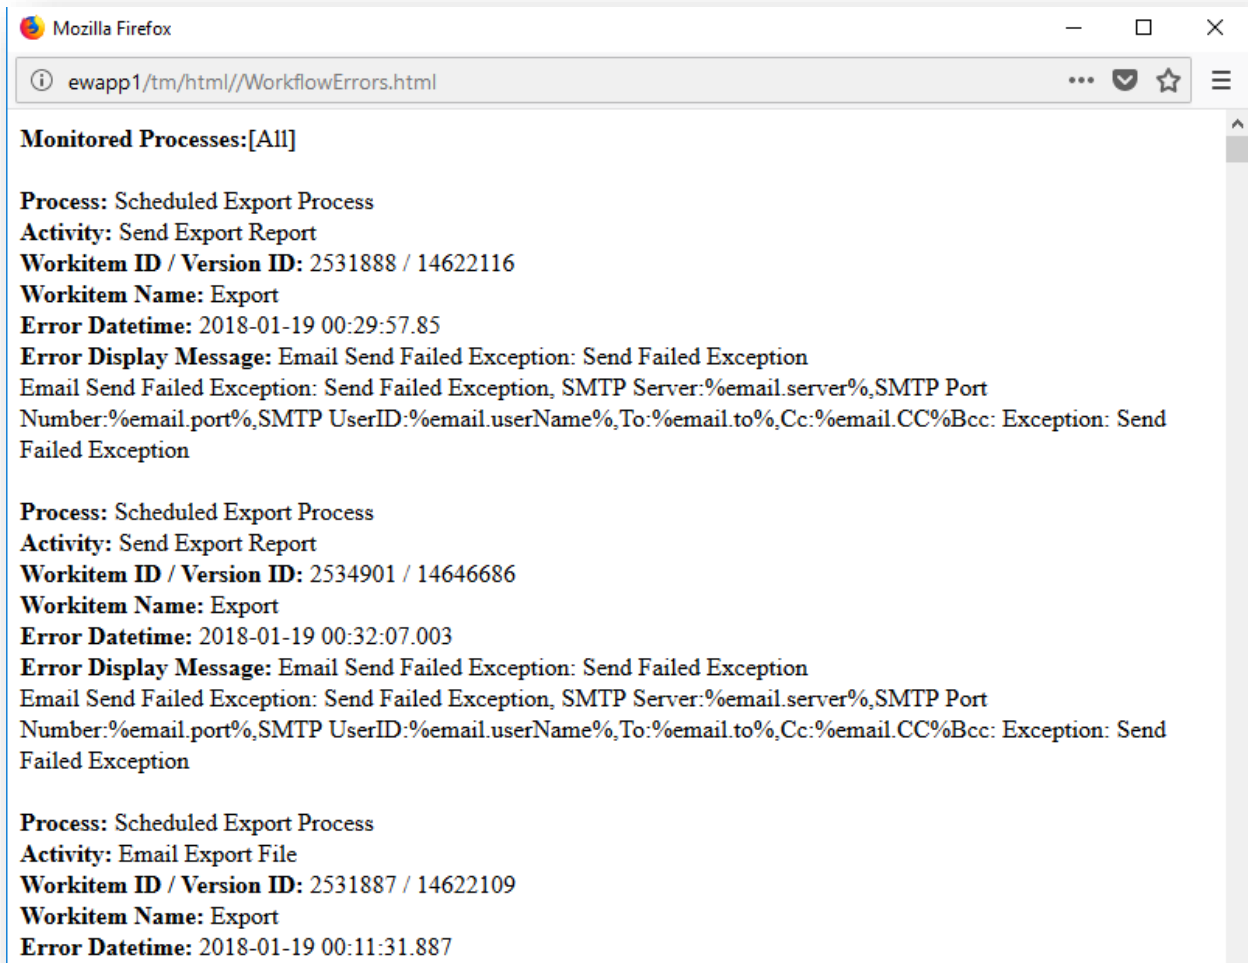 Mozilla Firefox
ewapp1/tm/html//WorkflowErrors.html
Monitored Processes:[All]
Process: Scheduled Export Process
Activity: Send Export Report
Workitem ID / Version ID: 2531888 / 14622116
Workitem Name: Export
Error Datetime: 2018-01-19 00:29:57.85
Error Display Message: Email Send Failed Exception: Send Failed Exception
Email Send Failed Exception: Send Failed Exception, SMTP Server:%email.server%,SMTP Port
Number:%email.port%,SMTP UserID:%email.userName%,To:%email.to%,Cc:%email.CC%Bcc: Exception: Send
Failed Exception
Process: Scheduled Export Process
Activity: Send Export Report
Workitem ID / Version ID: 2534901 / 14646686
Workitem Name: Export
Error Datetime: 2018-01-19 00:32:07.003
Error Display Message: Email Send Failed Exception: Send Failed Exception
Email Send Failed Exception: Send Failed Exception, SMTP Server:%email.server%,SMTP Port
Number:%email.port%,SMTP UserID:%email.userName%,To:%email.to%,Cc:%email.CC%Bcc: Exception: Send
Failed Exception
Process: Scheduled Export Process
Activity: Email Export File
Workitem ID / Version ID: 2531887 / 14622109
Workitem Name: Export
Error Datetime: 2018-01-19 00:11:31.887